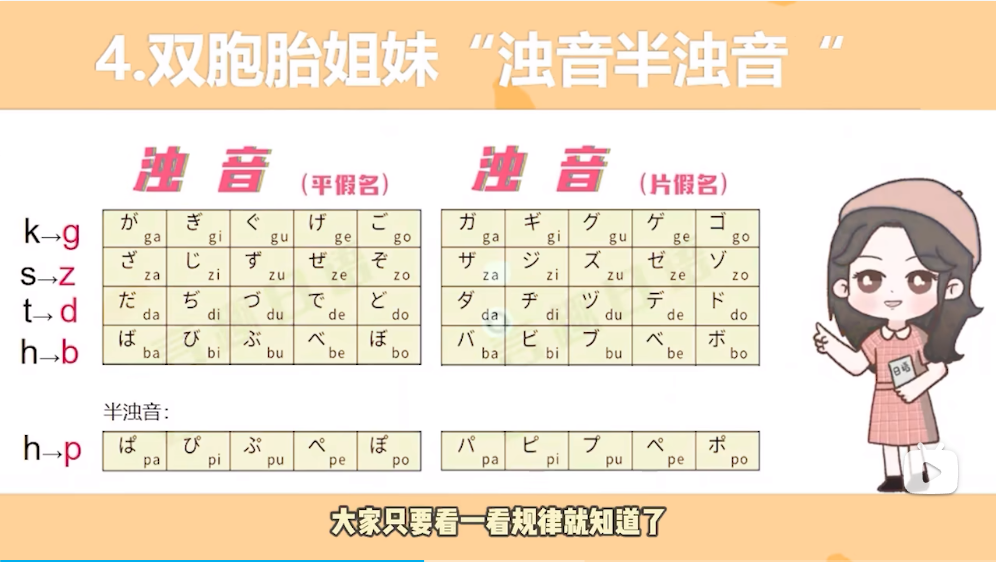 4.双胞胎姐妹“浊音半浊音“
浊音（平假名） 浊音（片假名）
k→g が ga ぎ gi ぐ gu げ ge ご go ガ ga ギ gi グ gu ゲ ge ゴ go
s→z ざ za じ zi ず zu ぜ ze ぞ zo ザ za ジ zi ズ zu ゼ ze ゾ zo
t→d だ da ぢ di づ du で de ど do ダ da ヂ di ヅ du デ de ド do
h→b ば ba び bi ぶ bu べ be ぼ bo バ ba ビ bi ブ bu べ be ボ bo
半浊音：
h→p ぱ pa ぴ pi ぷ pu ぺ pe ぽ po パ pa ピ pi プ pu ペ pe ポ po
日语
大家只要看一看规律就知道了